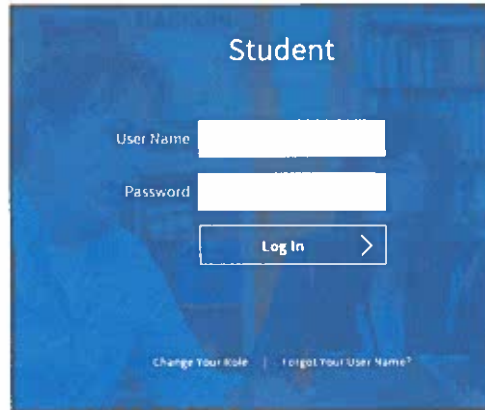 Student
User Name
Password
Log In
Change Your Role | Forgot Your User Name?